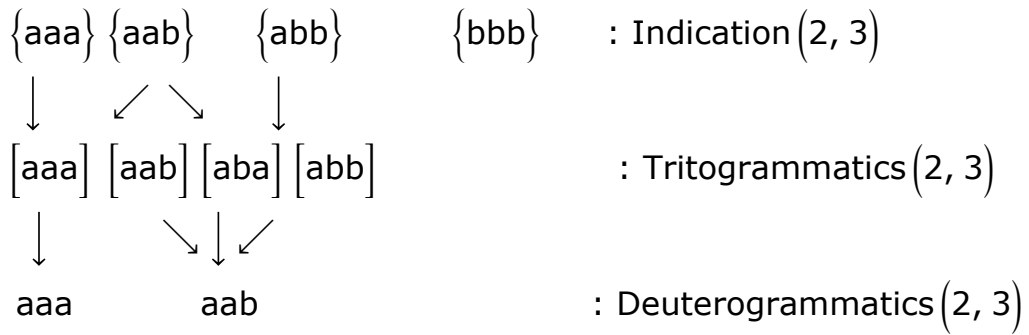 {aaa} {aab} {abb} {bbb} : Indication(2, 3)
[aaa] [aab] [aba] [abb] : Tritogrammatics(2, 3)
aaa aab : Deuterogrammatics(2, 3)